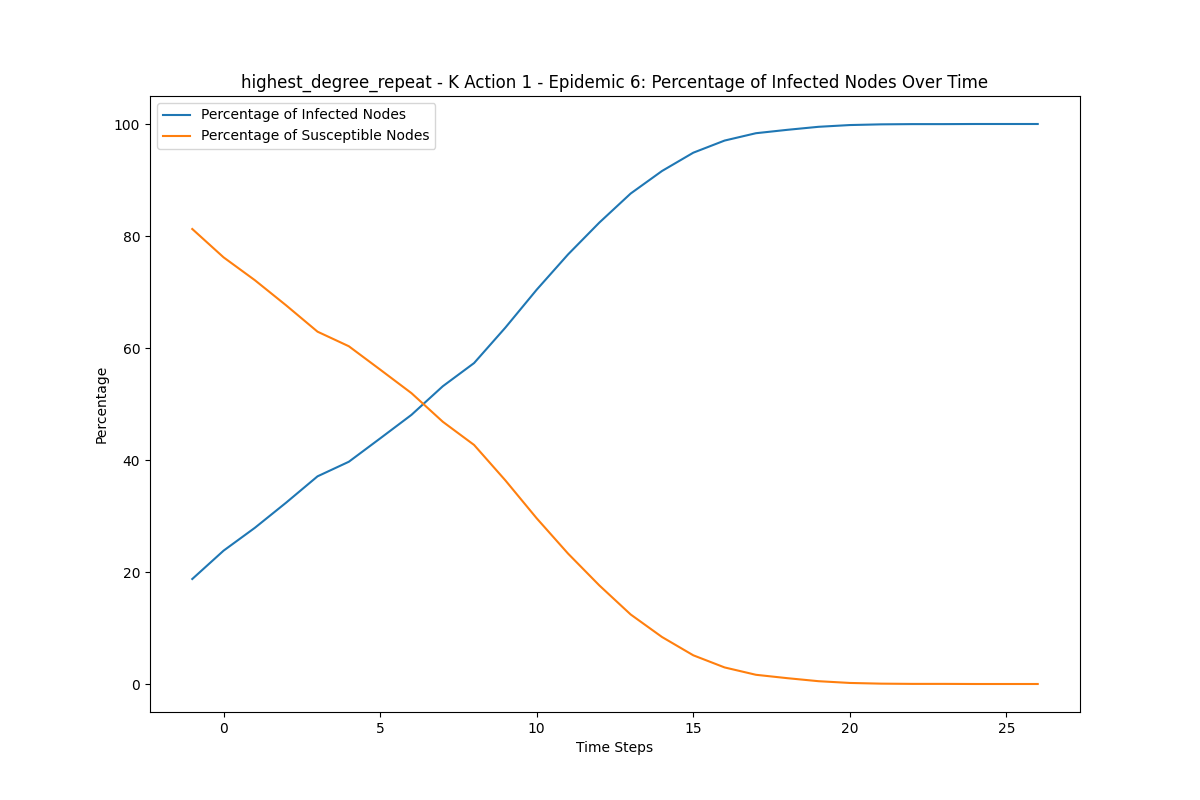 highest_degree_repeat - K Action 1 - Epidemic 6: Percentage of Infected Nodes Over Time
Percentage of Infected Nodes
Percentage of Susceptible Nodes
100
80
60
40
20
0
Percentage
0 5 10 15 20 25
Time Steps